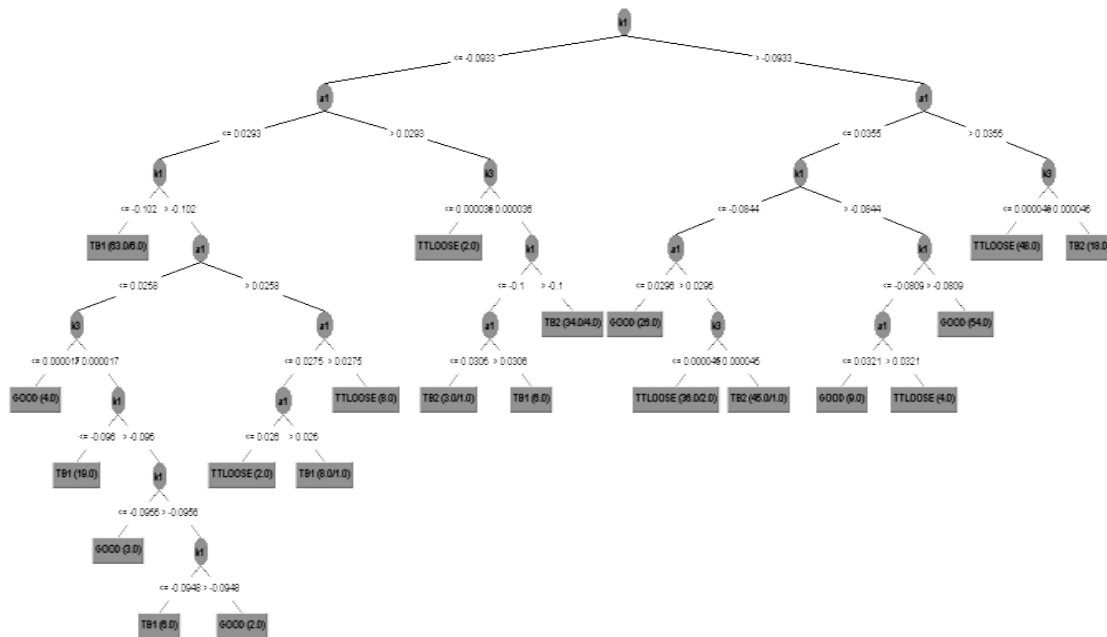 k1
<= -0.0933 > -0.0933
a1 a1
<= 0.0293 > 0.0293 <= 0.0355 > 0.0355
k1 k3 k1 k3
<= -0.102 > -0.102 <= 0.000036 0.000036 <= -0.0844 > -0.0844 <= 0.000046 0.000046
TB1 (63.0/6.0) a1 TTLOOSE (2.0) k1 a1 k1 TTLOOSE (48.0) TB2 (18.0
<= 0.0258 > 0.0258 <= -0.1 > -0.1 <= 0.0296 > 0.0296 <= -0.0809 > -0.0809
k3 a1 a1 TB2 (34.0/4.0) GOOD (26.0) k3 a1 GOOD (54.0)
<= 0.000017 0.000017 <= 0.0275 > 0.0275 <= 0.0306 > 0.0306 <= 0.000045 0.000045 <= 0.0321 > 0.0321
GOOD (4.0) k1 a1 TTLOOSE (8.0) TB2 (3.0/1.0) TB1 (6.0) TTLOOSE (36.0/2.0) TB2 (45.0/1.0) GOOD (9.0) TTLOOSE (4.0)
<= -0.096 > -0.096 <= 0.026 > 0.026
TB1 (19.0) k1 TTLOOSE (2.0) TB1 (8.0/1.0)
<= -0.0956 > -0.0956
GOOD (3.0) k1
<= -0.0948 > -0.0948
TB1 (6.0) GOOD (2.0)